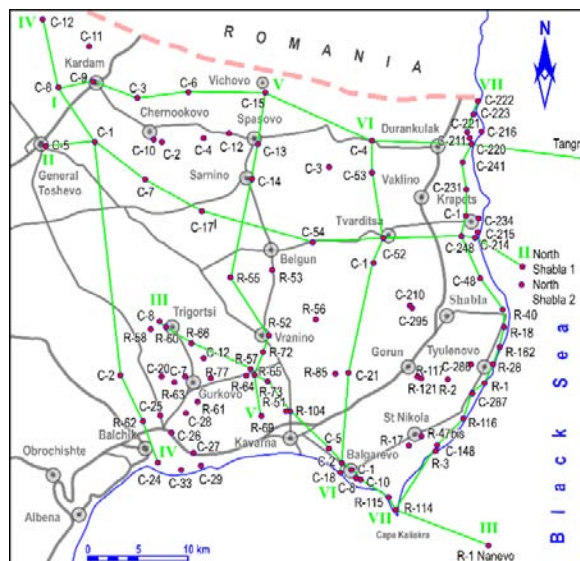 IV
C-12
C-11
Kardam
R O M A N I A
N
C-9
C-8
I
C-3
C-6
Vichovo
V
C-15
VII
C-222
C-223
Chernookovo
Spasovo
VI
Durankulak
C-221
C-216
C-211
C-220
Tangr
C-5
C-1
II
C-10
C-2
C-4
C-12
C-13
C-4
C-241
General
Toshevo
Sarnino
C-14
C-3
C-53
Vaklino
C-231
Krapets
C-7
C-17
C-1
C-234
C-215
C-214
Tvarditsa
C-54
C-52
C-248
II
North
Shabla 1
Belgun
C-1
R-53
R-55
C-48
North
Shabla 2
III
Trigortsi
C-8
R-58
R-60
R-56
C-210
C-295
Shabla
R-40
R-18
R-66
Vranino
R-52
R-72
Tyulenovo
R-162
C-12
R-57
Gorun
C-28
C-2
C-20
C-7
R-77
R-65
R-64
R-73
R-85
C-21
R-117
R-121
R-2
R-1
R-63
Gurkovo
R-51
C-287
C-25
R-61
V
R-104
St Nikola
R-116
R-62
C-28
R-69
Balchik
C-26
Kavarna
R-17
R-47bis
Obrochishte
C-27
C-5
Balgarevo
C-148
R-3
IV
C-24
C-33
C-29
C-2
C-18
C-1
C-10
VI
C-8
R-115
R-114
VII
Albena
Cape Kaliakra
III
R-1 Nanevo
0 5 10 km
Black Sea